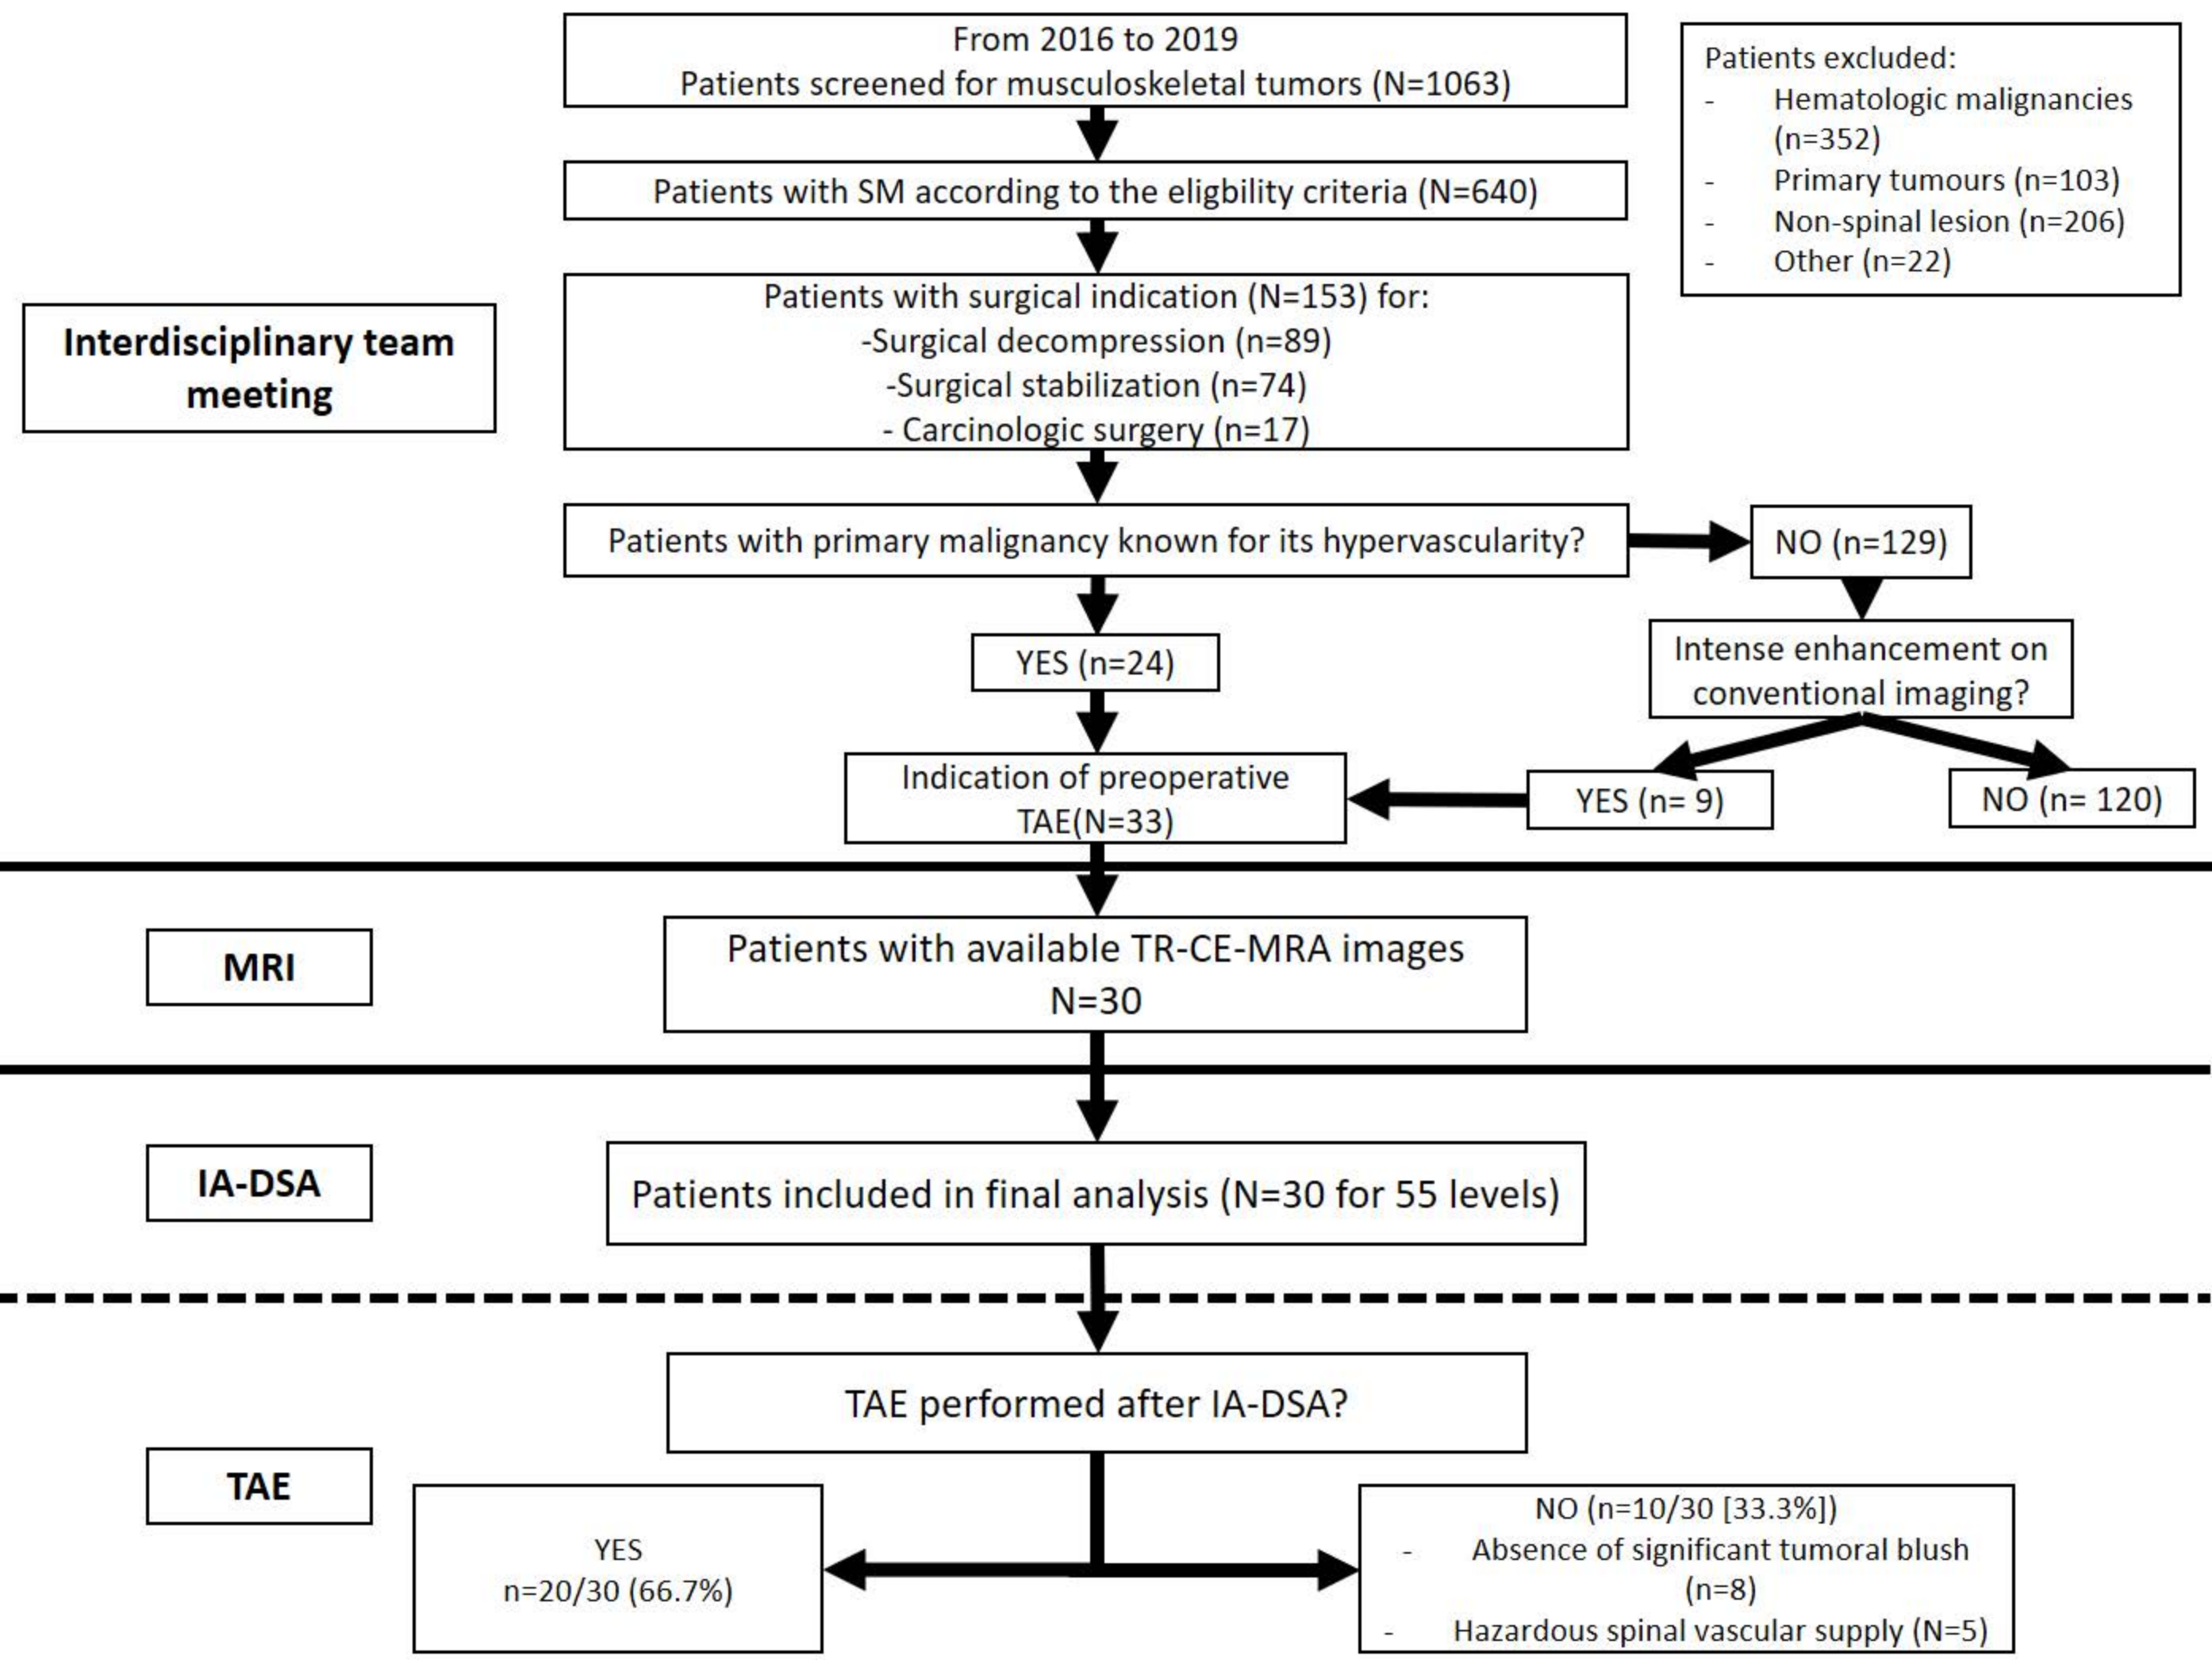 From 2016 to 2019
Patients screened for musculoskeletal tumors (N=1063)
Patients excluded:
- Hematologic malignancies
(n=352)
- Primary tumours (n=103)
- Non-spinal lesion (n=206)
- Other (n=22)
Patients with SM according to the eligbility criteria (N=640)
Interdisciplinary team
meeting
Patients with surgical indication (N=153) for:
-Surgical decompression (n=89)
-Surgical stabilization (n=74)
- Carcinologic surgery (n=17)
Patients with primary malignancy known for its hypervascularity?
NO (n=129)
YES (n=24)
Intense enhancement on
conventional imaging?
Indication of preoperative
TAE(N=33)
YES (n= 9)
NO (n= 120)
MRI
Patients with available TR-CE-MRA images
N=30
IA-DSA
Patients included in final analysis (N=30 for 55 levels)
TAE performed after IA-DSA?
TAE
YES
n=20/30 (66.7%)
NO (n=10/30 [33.3%])
- Absence of significant tumoral blush
(n=8)
- Hazardous spinal vascular supply (N=5)